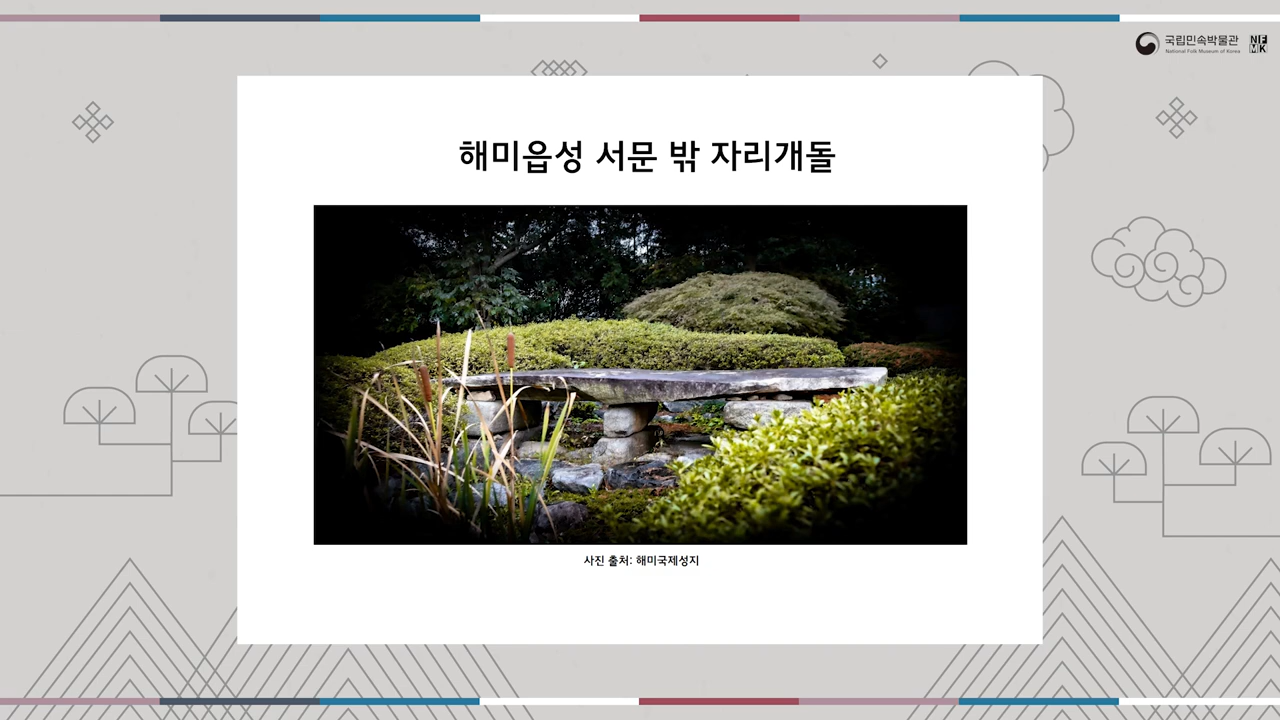 국립민속박물관
National Folk Museum of Korea
NF
MK
해미읍성 서문 밖 자리개돌
사진 출처: 해미국제성지